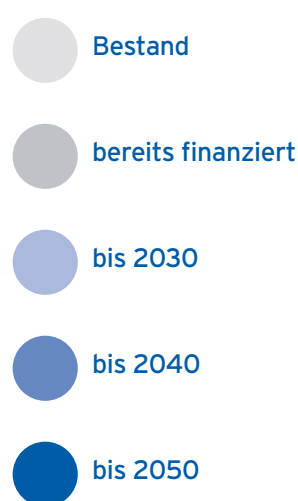 Bestand
bereits finanziert
bis 2030
bis 2040
bis 2050